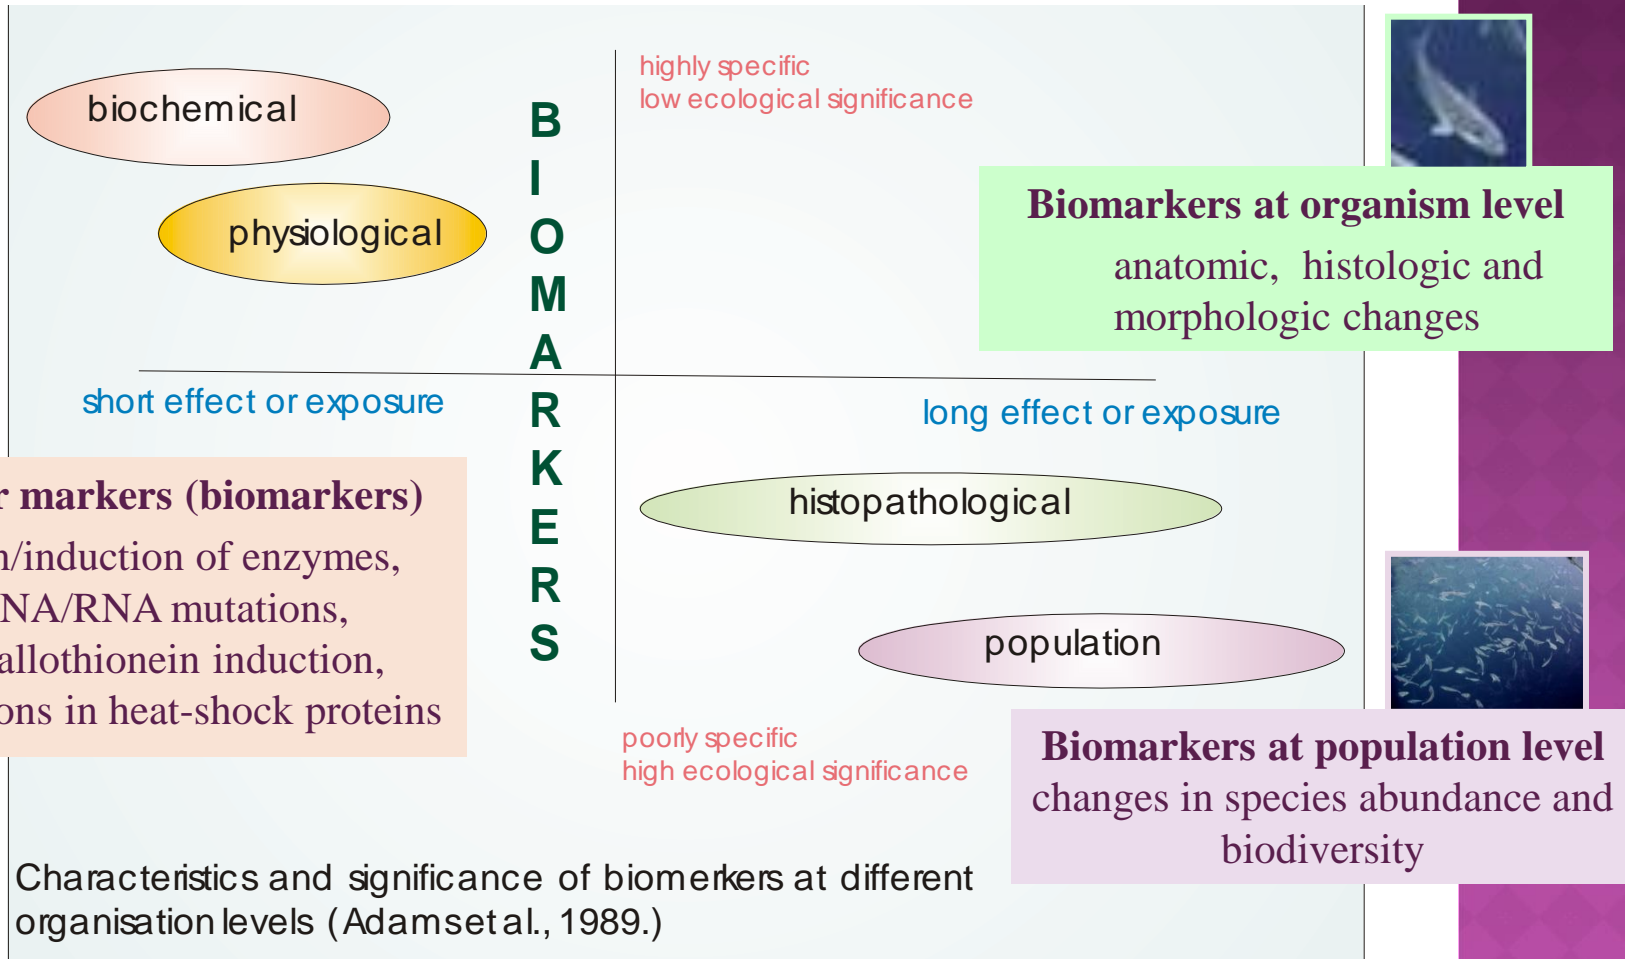 biochemical
physiological
B
I
O
M
A
R
K
E
R
S
highly specific
low ecological significance
Biomarkers at organism level
anatomic, histologic and
morphologic changes
short effect or exposure
long effect or exposure
markers (biomarkers)
/induction of enzymes,
NA/RNA mutations,
allothionein induction,
ons in heat-shock proteins
histopathological
population
poorly specific
high ecological significance
Biomarkers at population level
changes in species abundance and
biodiversity
Characteristics and significance of biomerkers at different
organisation levels (Adams et al., 1989.)